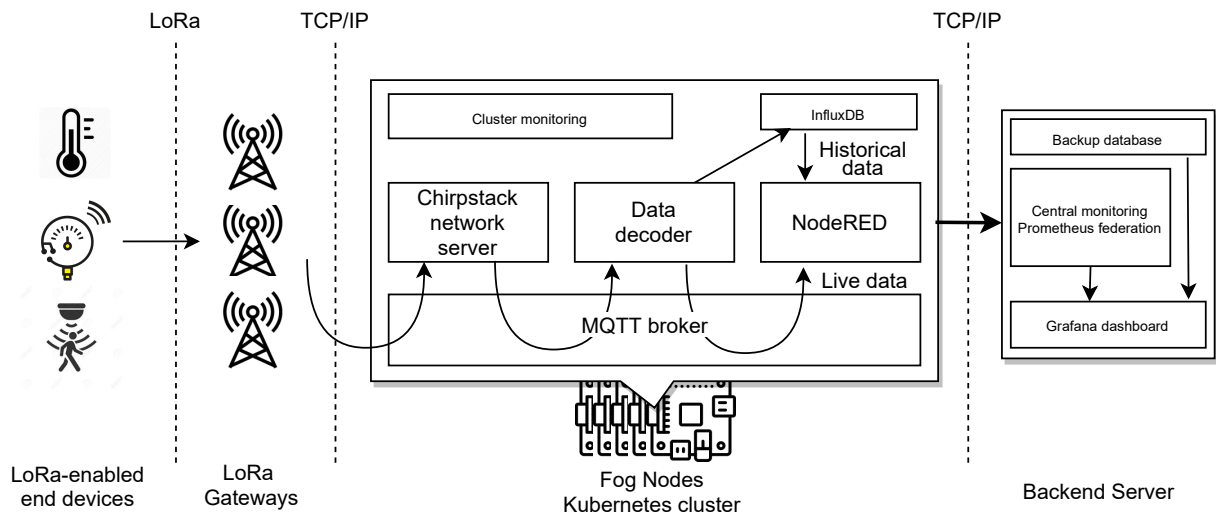 LoRa
TCP/IP
TCP/IP
Cluster monitoring
InfluxDB
Historical
data
Chirpstack
network
server
Data
decoder
NodeRED
Live data
MQTT broker
Backup database
Central monitoring
Prometheus federation
Grafana dashboard
LoRa-enabled
end devices
LoRa
Gateways
Fog Nodes
Kubernetes cluster
Backend Server